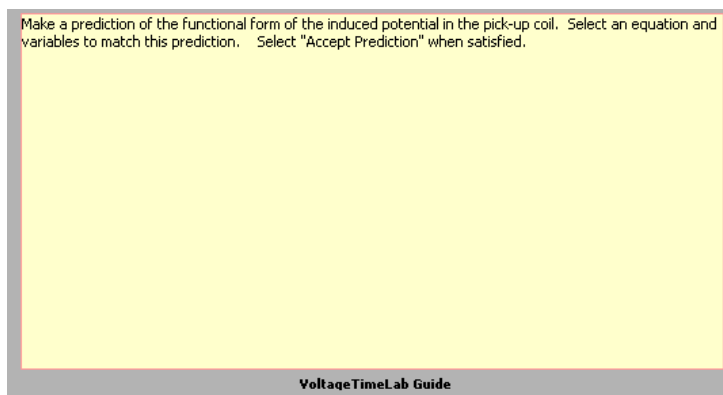 Make a prediction of the functional form of the induced potential in the pick-up coil.  Select an equation and
variables to match this prediction.    Select "Accept Prediction" when satisfied.
VoltageTimeLab Guide